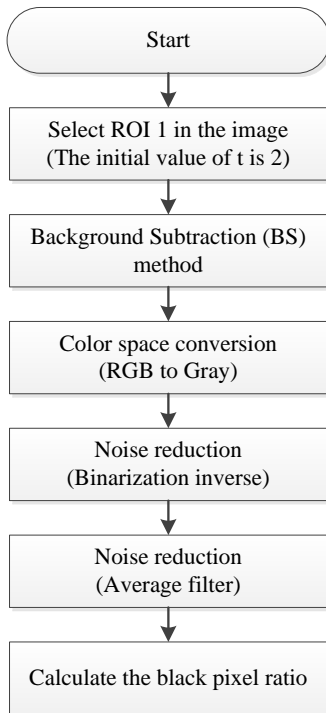 Start
Select ROI 1 in the image
(The initial value of t is 2)
Background Subtraction (BS)
method
Color space conversion
(RGB to Gray)
Noise reduction
(Binarization inverse)
Noise reduction
(Average filter)
Calculate the black pixel ratio